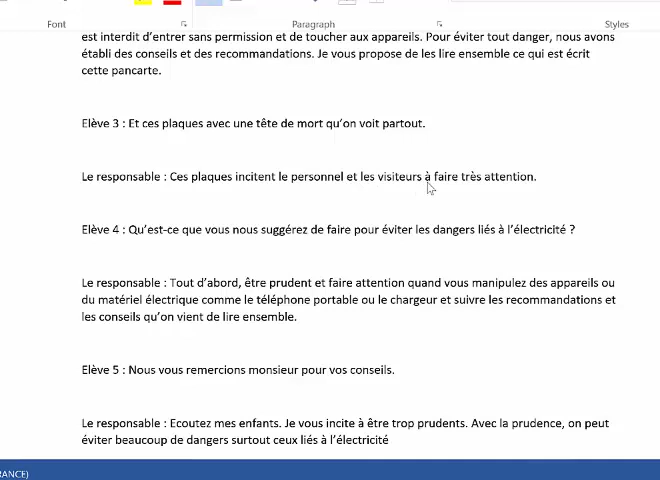 Font
Paragraph
Styles
est interdit d'entrer sans permission et de toucher aux appareils. Pour éviter tout danger, nous avons
établi des conseils et des recommandations. Je vous propose de les lire ensemble ce qui est écrit
cette pancarte.
Elève 3 : Et ces plaques avec une tête de mort qu'on voit partout.
Le responsable : Ces plaques incitent le personnel et les visiteurs à faire très attention.
Elève 4 : Qu'est-ce que vous nous suggérez de faire pour éviter les dangers liés à l'électricité ?
Le responsable : Tout d'abord, être prudent et faire attention quand vous manipulez des appareils ou
du matériel électrique comme le téléphone portable ou le chargeur et suivre les recommandations et
les conseils qu'on vient de lire ensemble.
Elève 5 : Nous vous remercions monsieur pour vos conseils.
Le responsable : Ecoutez mes enfants. Je vous incite à être trop prudents. Avec la prudence, on peut
éviter beaucoup de dangers surtout ceux liés à l'électricité
RANCE)